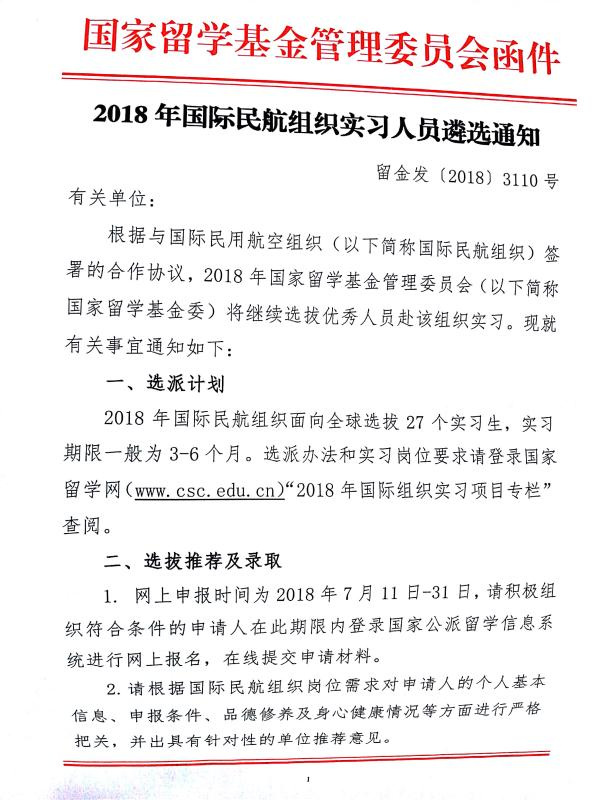 国家留学基金管理委员会函件
2018 年国际民航组织实习人员遴选通知
留金发〔2018〕3110 号
有关单位：
根据与国际民用航空组织（以下简称国际民航组织）签
署的合作协议，2018 年国家留学基金管理委员会（以下简称
国家留学基金委）将继续选拔优秀人员赴该组织实习。现就
有关事宜通知如下：
一、选派计划
2018 年国际民航组织面向全球选拔 27 个实习生，实习
期限一般为 3-6 个月。选派办法和实习岗位要求请登录国家
留学网（www.csc.edu.cn)“2018 年国际组织实习项目专栏”
查阅。
二、选拔推荐及录取
1. 网上申报时间为 2018 年 7 月 11 日-31 日，请积极组
织符合条件的申请人在此期限内登录国家公派留学信息系
统进行网上报名，在线提交申请材料。
2.请根据国际民航组织岗位需求对申请人的个人基本
信息、申报条件、品德修养及身心健康情况等方面进行严格
把关，并出具有针对性的单位推荐意见。
1